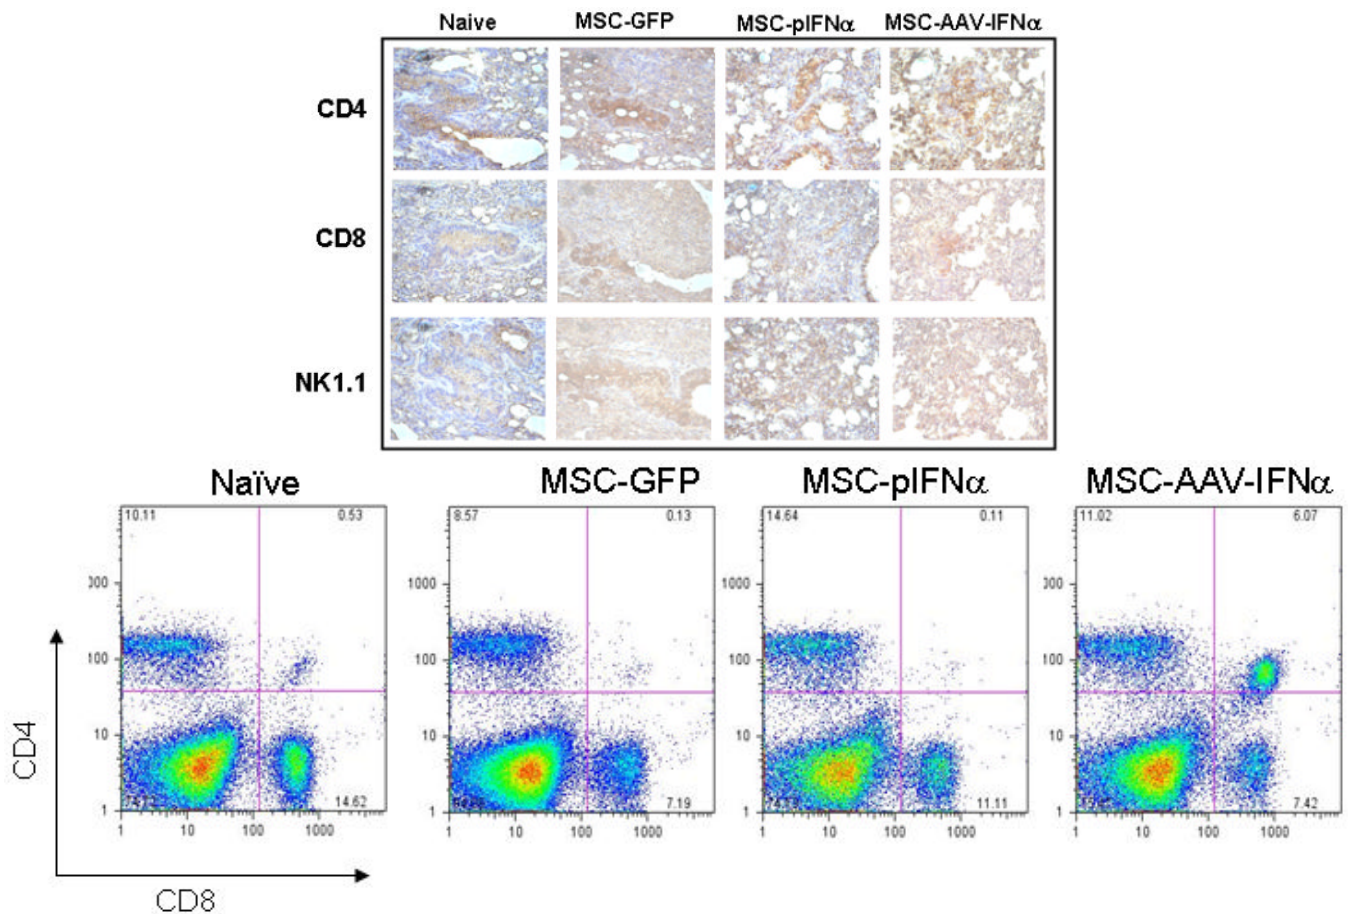 Naive MSC-GFP MSC-pIFNα MSC-AAV-IFNα
CD4
CD8
NK1.1
Naïve MSC-GFP MSC-pIFNα MSC-AAV-IFNα
10.11 0.53 8.57 0.13 14.64 0.11 11.02 6.07
1000 1000
100 100 100 100
10 10 10 10
14.62 7.19 11.11 7.42
1 1 1 1
1 10 100 1000 1 10 100 1000 1 10 100 1000 1 10 100 1000
CD4
CD8